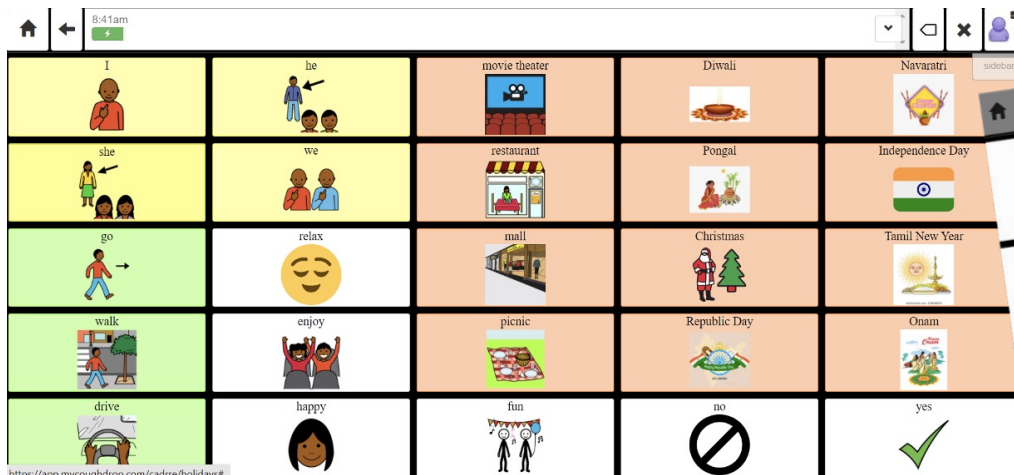 8:41am
sidebar
I
he
movie theater
Diwali
Navaratri
she
we
restaurant
Pongal
Independence Day
go
relax
mall
Christmas
Tamil New Year
walk
enjoy
picnic
Republic Day
Onam
drive
happy
fun
no
yes
https://app.mycoughdrop.com/cadrre/holidays#